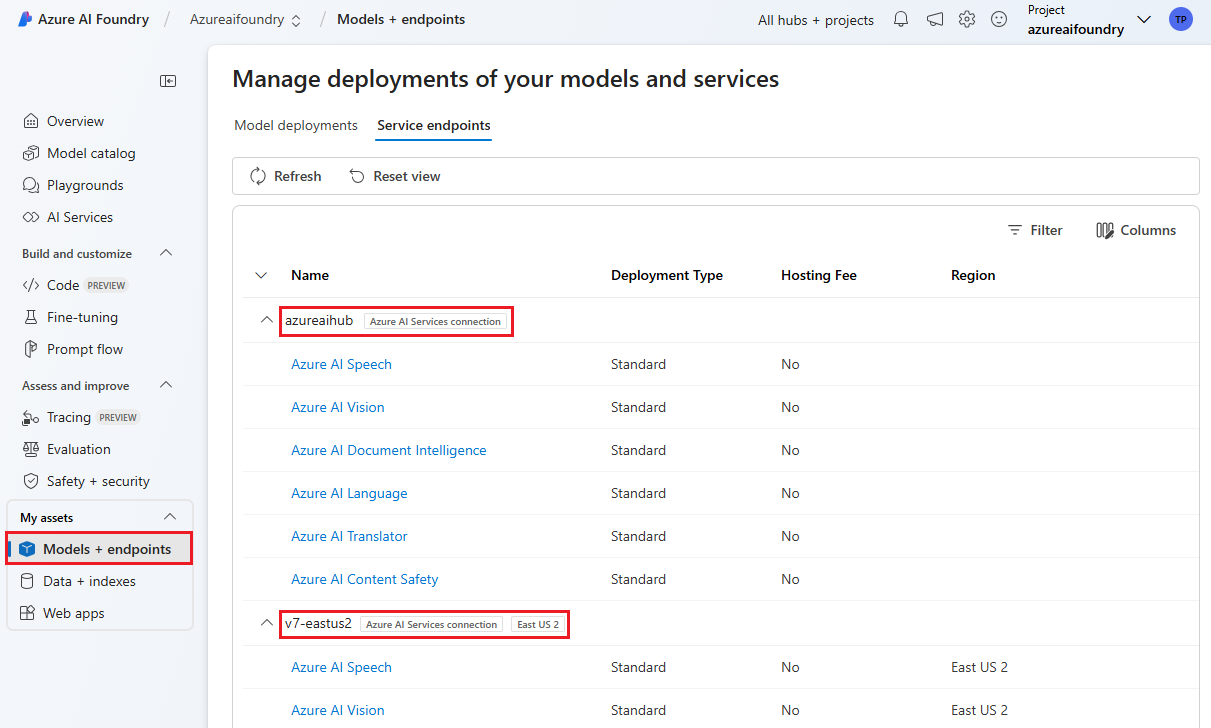 Azure AI Foundry / Azureaifoundry / Models + endpoints
All hubs + projects
Project
azureaifoundry
TP
Overview
Model catalog
Playgrounds
AI Services
Build and customize
Code PREVIEW
Fine-tuning
Prompt flow
Assess and improve
Tracing PREVIEW
Evaluation
Safety + security
My assets
Models + endpoints
Data + indexes
Web apps
Manage deployments of your models and services
Model deployments Service endpoints
Refresh Reset view
Filter Columns
Name Deployment Type Hosting Fee Region
azureaihub Azure AI Services connection
Azure AI Speech Standard No
Azure AI Vision Standard No
Azure AI Document Intelligence Standard No
Azure AI Language Standard No
Azure AI Translator Standard No
Azure AI Content Safety Standard No
v7-eastus2 Azure AI Services connection East US 2
Azure AI Speech Standard No East US 2
Azure AI Vision Standard No East US 2